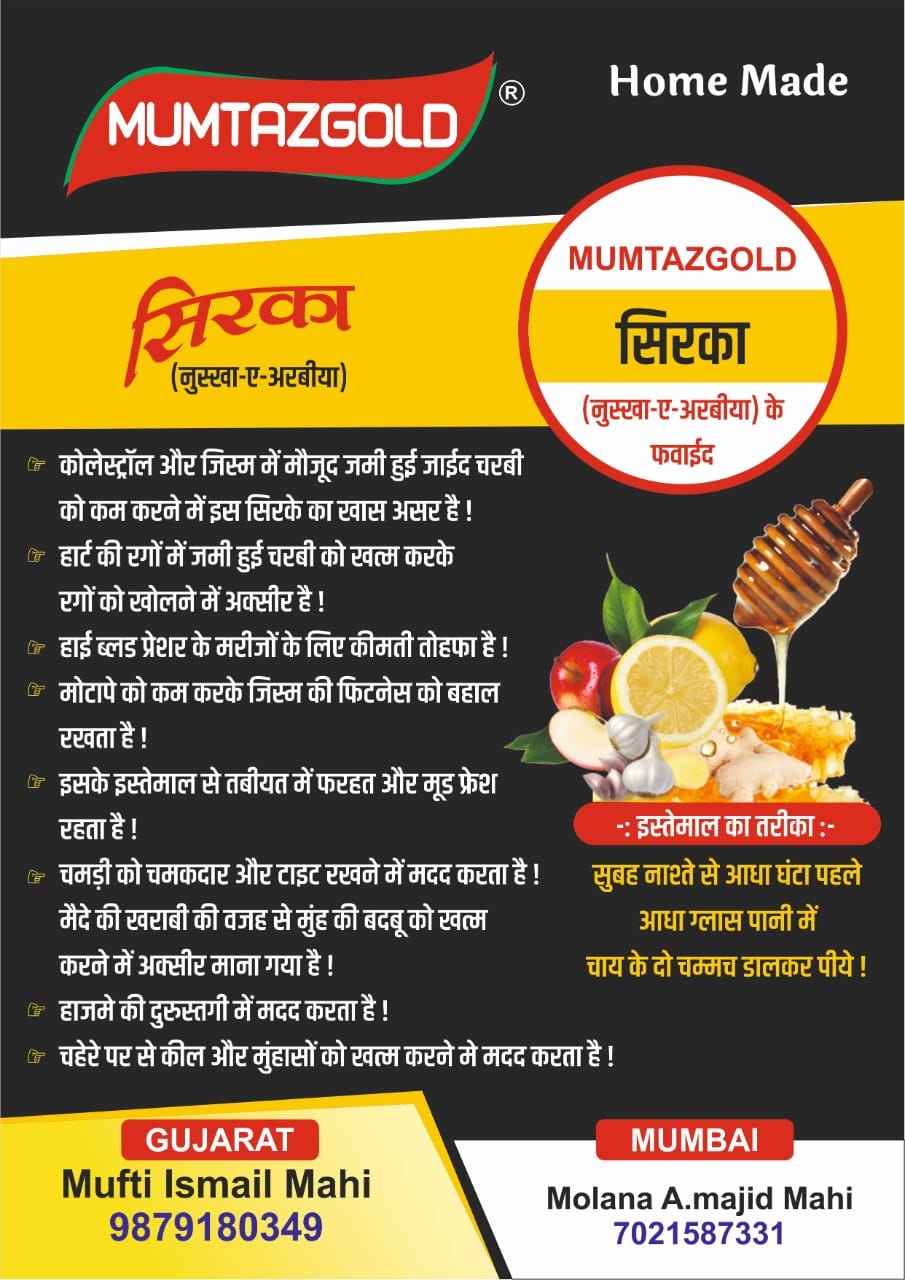 MUMTAZGOLD ®
Home Made
सिरका
(नुस्खा-ए-अरबीया)
MUMTAZGOLD
सिरका
(नुस्खा-ए-अरबीया) के
फवाईद
☞ कोलेस्ट्रॉल और जिस्म में मौजूद जमी हुई जाईद चरबी
को कम करने में इस सिरके का खास असर है !
☞ हार्ट की रगों में जमी हुई चरबी को खत्म करके
रगों को खोलने में अक्सीर है !
☞ हाई ब्लड प्रेशर के मरीजों के लिए कीमती तोहफा है !
☞ मोटापे को कम करके जिस्म की फिटनेस को बहाल
रखता है !
☞ इसके इस्तेमाल से तबीयत में फरहत और मूड फ्रेश
रहता है !
☞ चमड़ी को चमकदार और टाइट रखने में मदद करता है !
मैदे की खराबी की वजह से मुंह की बदबू को खत्म
करने में अक्सीर माना गया है !
☞ हाजमे की दुरुस्तगी में मदद करता है !
☞ चहेरे पर से कील और मुंहासों को खत्म करने मे मदद करता है !
-: इस्तेमाल का तरीका :-
सुबह नाश्ते से आधा घंटा पहले
आधा ग्लास पानी में
चाय के दो चम्मच डालकर पीये !
GUJARAT
Mufti Ismail Mahi
9879180349
MUMBAI
Molana A.majid Mahi
7021587331